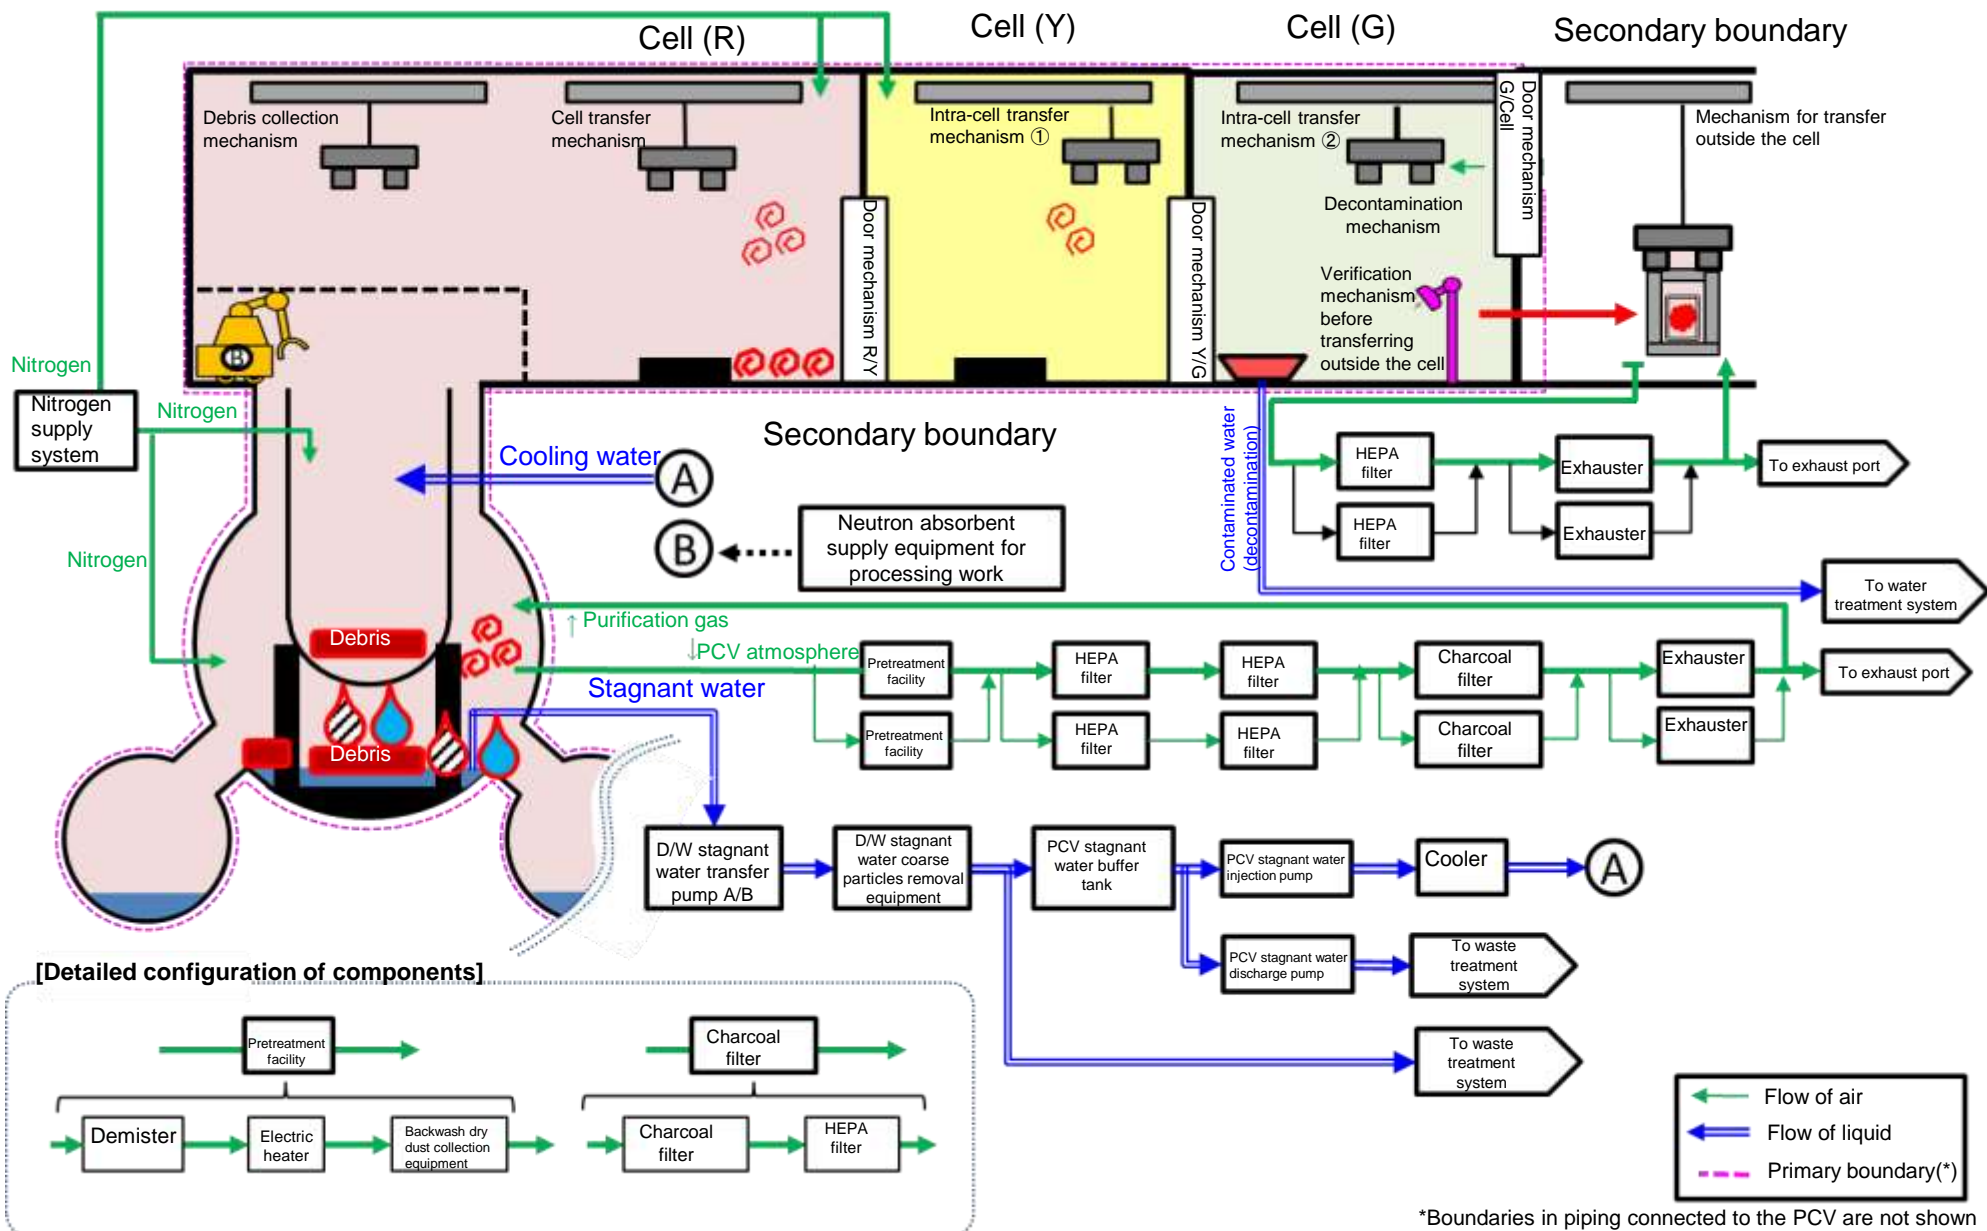 Cell (R)
Cell (Y)
Cell (G)
Secondary boundary
Debris collection
mechanism
Cell transfer
mechanism
Intra-cell transfer
mechanism ①
Intra-cell transfer
mechanism ②
Door mechanism
G/Cell
Mechanism for transfer
outside the cell
Decontamination
mechanism
Door mechanism R/Y
Door mechanism Y/G
Verification
mechanism
before
transferring
outside the cell
B
Nitrogen
Nitrogen
supply
system
Nitrogen
Nitrogen
Secondary boundary
Cooling water
A
B
Neutron absorbent
supply equipment for
processing work
Contaminated water
(decontamination)
HEPA
filter
Exhauster
To exhaust port
HEPA
filter
Exhauster
To water
treatment system
↑ Purification gas
↓PCV atmosphere
Stagnant water
Debris
Debris
Pretreatment
facility
HEPA
filter
HEPA
filter
Charcoal
filter
Exhauster
To exhaust port
Pretreatment
facility
HEPA
filter
HEPA
filter
Charcoal
filter
Exhauster
D/W stagnant
water transfer
pump A/B
D/W stagnant
water coarse
particles removal
equipment
PCV stagnant
water buffer
tank
PCV stagnant water
injection pump
Cooler
A
PCV stagnant water
discharge pump
To waste
treatment
system
To waste
treatment
system
[Detailed configuration of components]
Pretreatment
facility
Charcoal
filter
Demister
Electric
heater
Backwash dry
dust collection
equipment
Charcoal
filter
HEPA
filter
Flow of air
Flow of liquid
Primary boundary(*)
*Boundaries in piping connected to the PCV are not shown